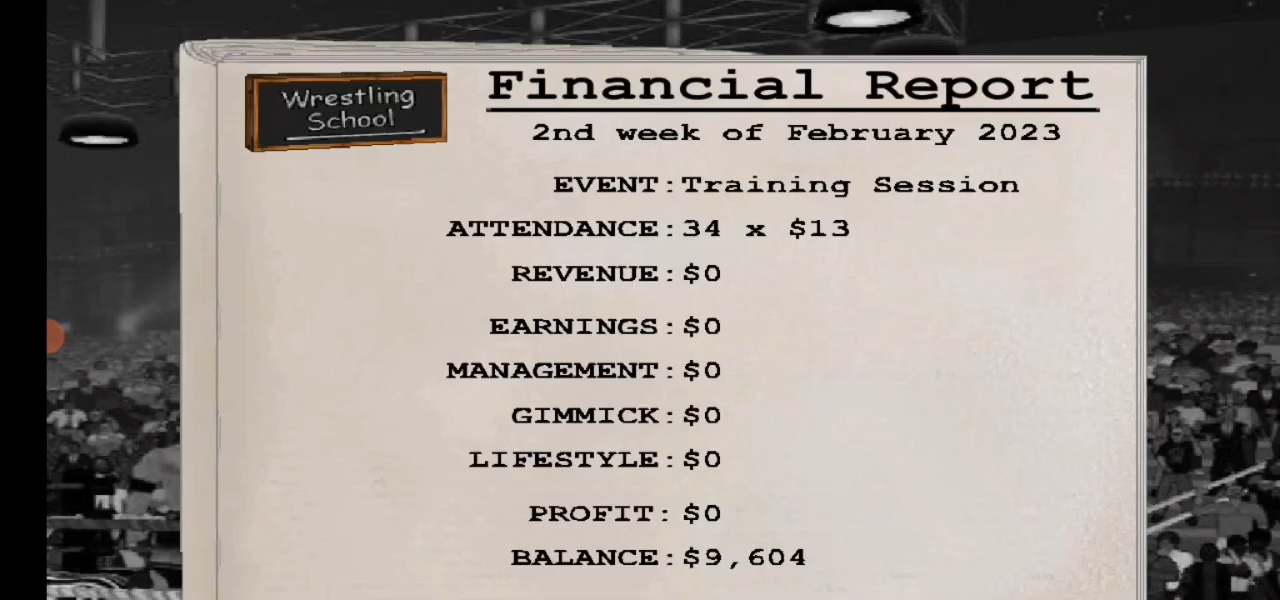 Wrestling
School
Financial Report
2nd week of February 2023
EVENT:Training Session
ATTENDANCE:34 x $13
REVENUE:$0
EARNINGS:$0
MANAGEMENT:$0
GIMMICK:$0
LIFESTYLE:$0
PROFIT:$0
BALANCE:$9,604